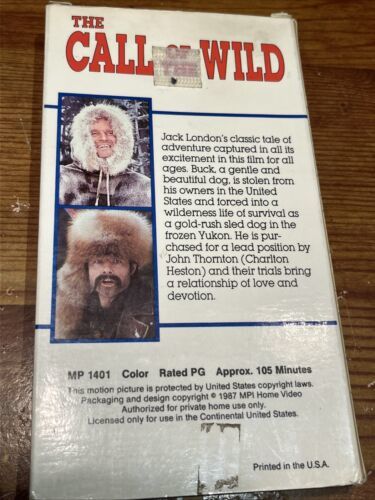 THE
CALL OF THE WILD
Jack London's classic tale of
adventure captured in all its
excitement in this film for all
ages. Buck, a gentle and
beautiful dog, is stolen from
his owners in the United
States and forced into a
wilderness life of survival as
a gold-rush sled dog in the
frozen Yukon. He is pur-
chased for a lead position by
John Thornton (Charlton
Heston) and their trials bring
a relationship of love and
devotion.
MP 1401 Color Rated PG Approx. 105 Minutes
This motion picture is protected by United States copyright laws.
Packaging and design copyright © 1987 MPI Home Video
Authorized for private home use only.
Licensed only for use in the Continental United States.
Printed in the U.S.A.